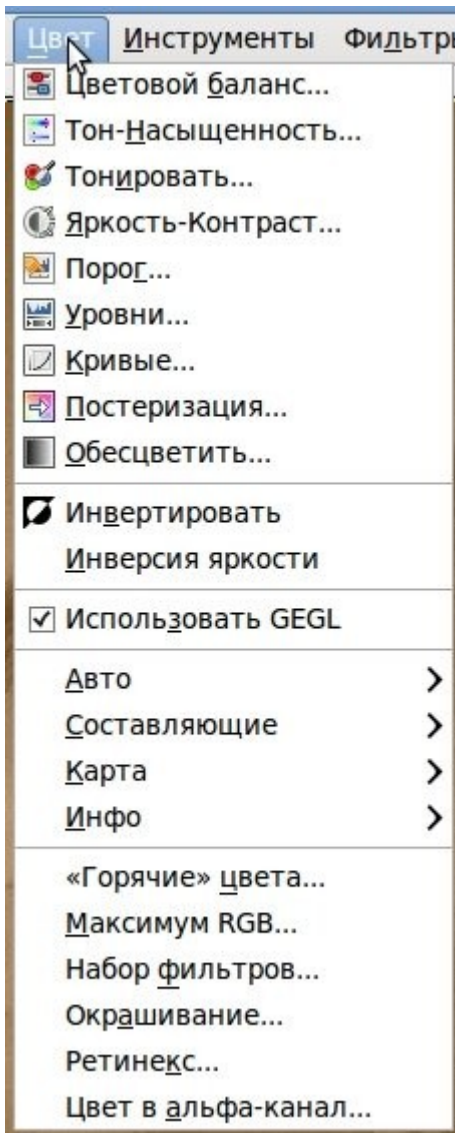 Цвет Инструменты Фильтры
Цветовой баланс...
Тон-Насыщенность...
Тонировать...
Яркость-Контраст...
Порог...
Уровни...
Кривые...
Постеризация...
Обесцветить...
Инвертировать
Инверсия яркости
Использовать GEGL
Авто
Составляющие
Карта
Инфо
«Горячие» цвета...
Максимум RGB...
Набор фильтров...
Окрашивание...
Ретинекс...
Цвет в альфа-канал...